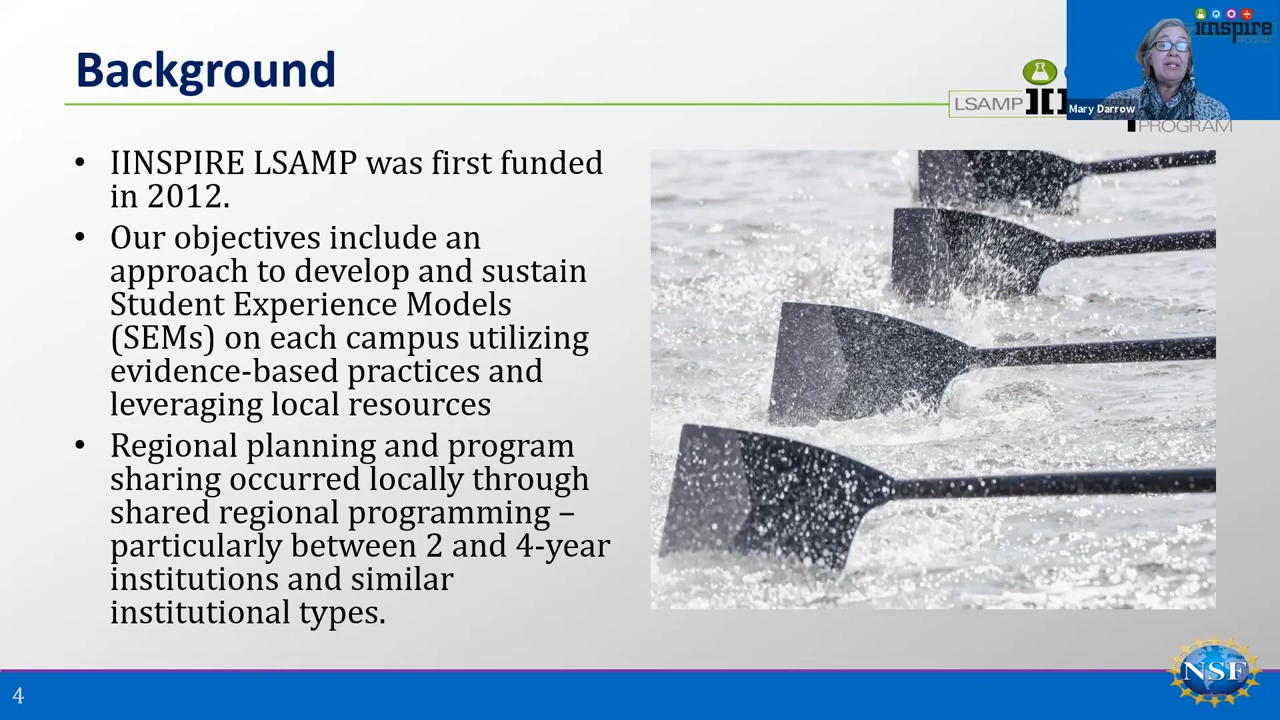 Background
iinspire
PROGRAM
LSAMP
Mary Darrow
PROGRAM
• IINSPIRE LSAMP was first funded
in 2012.
• Our objectives include an
approach to develop and sustain
Student Experience Models
(SEMs) on each campus utilizing
evidence-based practices and
leveraging local resources
• Regional planning and program
sharing occurred locally through
shared regional programming –
particularly between 2 and 4-year
institutions and similar
institutional types.
NSF
4